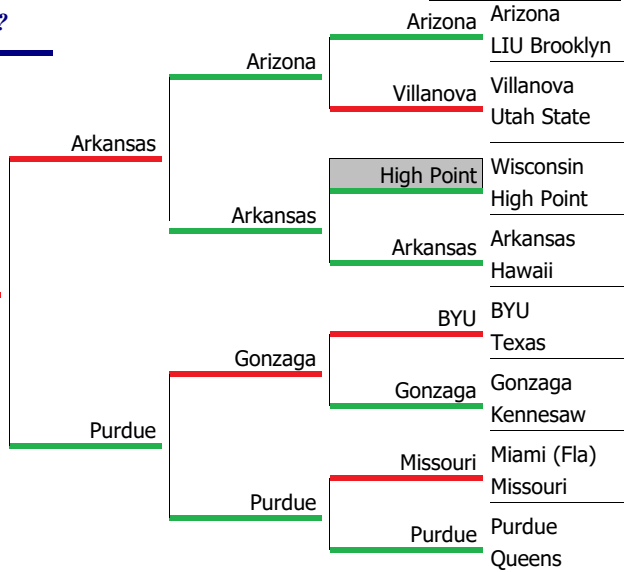 ?
Arizona
LIU Brooklyn
Villanova
Utah State
Wisconsin
High Point
Arkansas
Hawaii
BYU
Texas
Gonzaga
Kennesaw
Miami (Fla)
Missouri
Purdue
Queens
Arizona
Villanova
High Point
Arkansas
BYU
Gonzaga
Missouri
Purdue
Arizona
Arkansas
Gonzaga
Purdue
Arkansas
Purdue